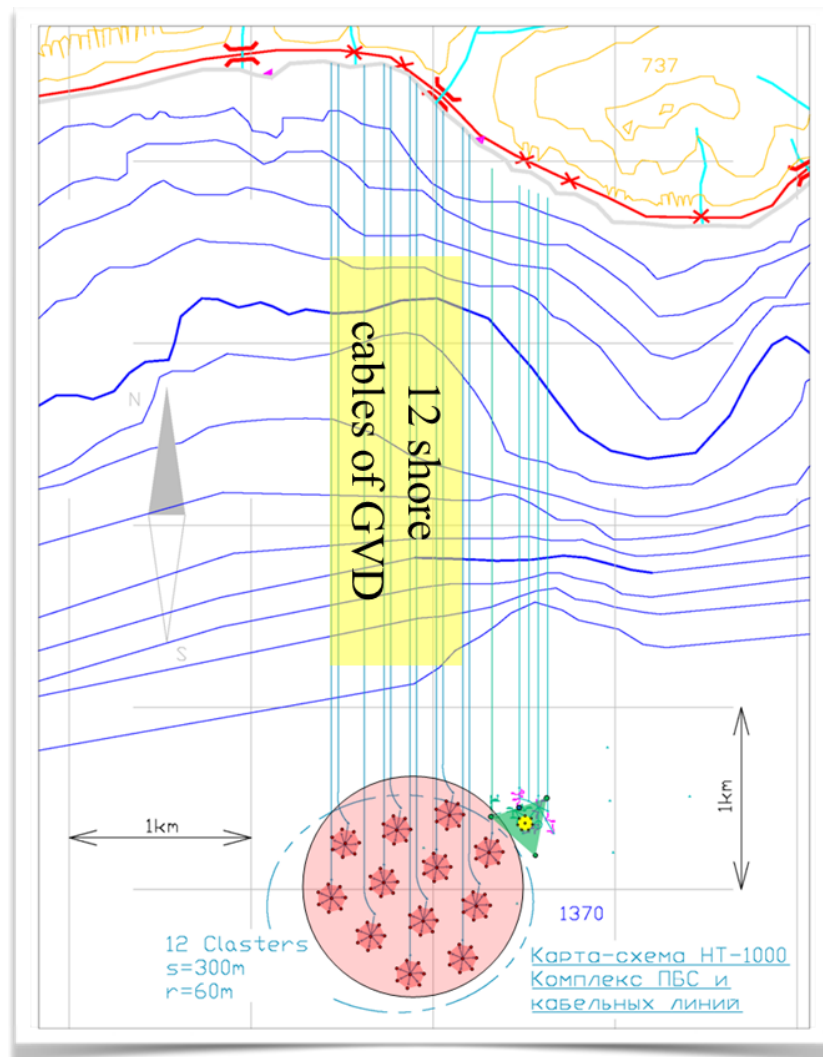 737
N
12 shore
cables of GVD
S
1km
1km
1370
12 Clasters
s=300m
r=60m
Карта-схема НТ-1000
Комплекс ПБС и
кабельных линий